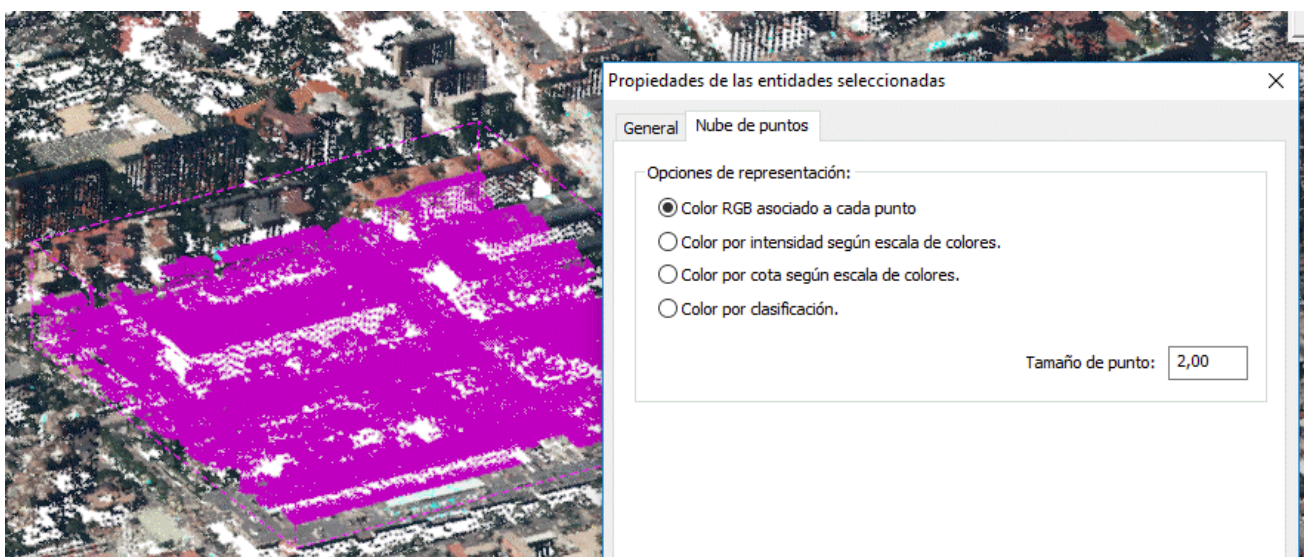 Propiedades de las entidades seleccionadas
General
Nube de puntos
Opciones de representación:
Color RGB asociado a cada punto
Color por intensidad según escala de colores.
Color por cota según escala de colores.
Color por clasificación.
Tamaño de punto: 2,00